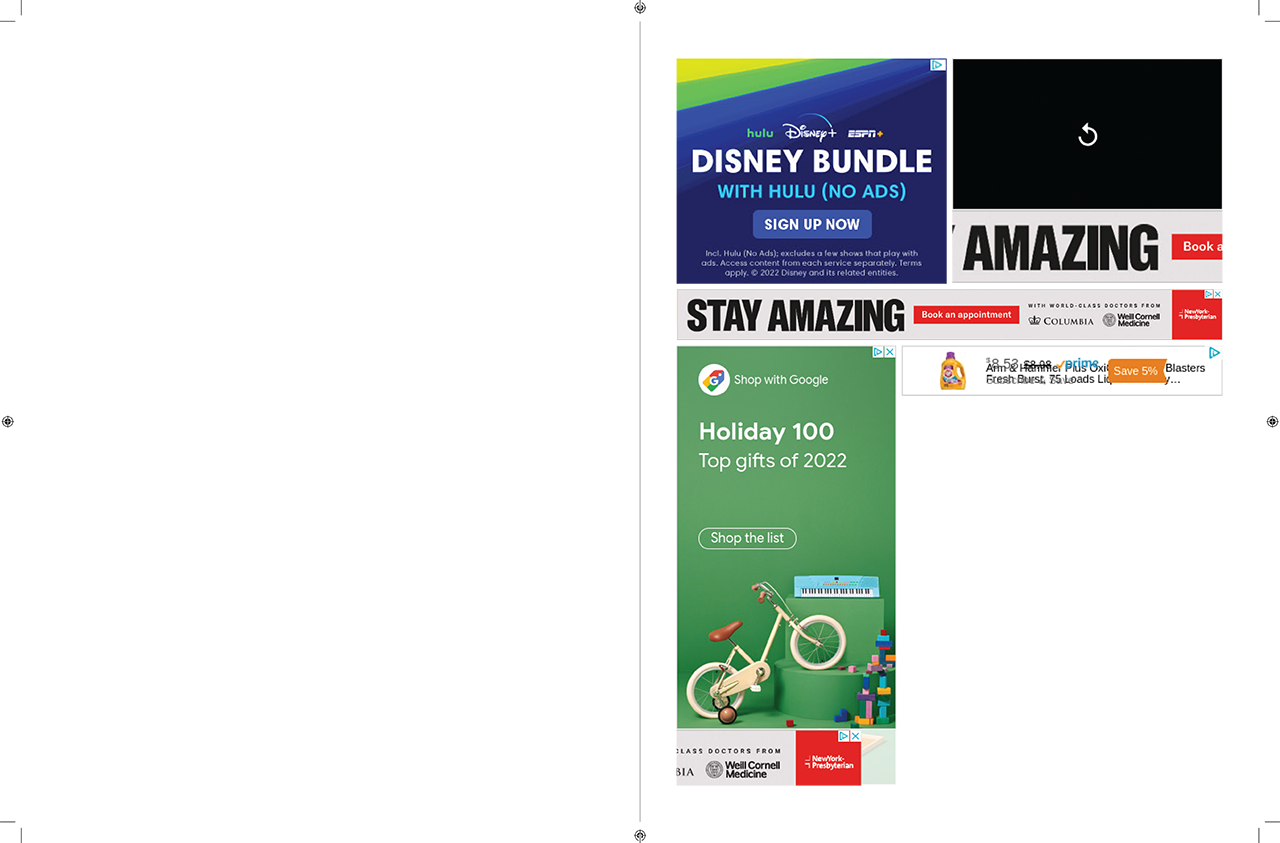 hulu Disney+ ESPN+
DISNEY BUNDLE
WITH HULU (NO ADS)
SIGN UP NOW
Incl. Hulu (No Ads); excludes a few shows that play with
ads. Access content from each service separately. Terms
apply. © 2022 Disney and its related entities.
Y AMAZING
Book a
STAY AMAZING
Book an appointment
WITH WORLD-CLASS DOCTORS FROM
COLUMBIA
Weill Cornell
Medicine
NewYork-
Presbyterian
G Shop with Google
Holiday 100
Top gifts of 2022
Shop the list
$8.53 $8.98 prime
Save 5%
Arm & Hammer Plus Oxi Blasters
Fresh Burst, 75 Loads Liq y…
CLASS DOCTORS FROM
BIA
Weill Cornell
Medicine
NewYork-
Presbyterian